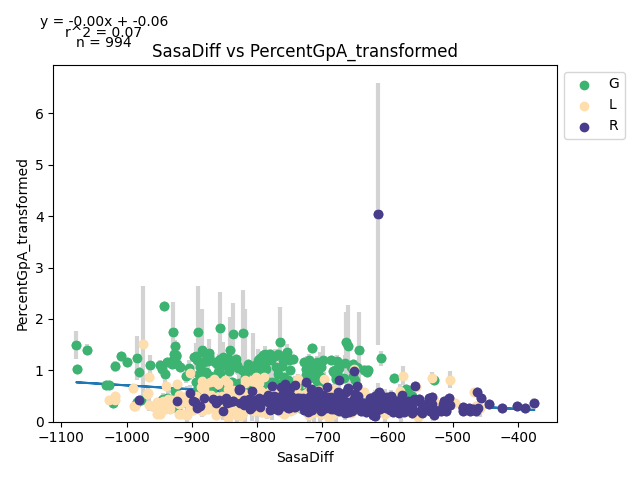 y = -0.00x + -0.06
r^2 = 0.07
n = 994
SasaDiff vs PercentGpA_transformed
G
L
R
PercentGpA_transformed
6
5
4
3
2
1
0
−1100 −1000 −900 −800 −700 −600 −500 −400
SasaDiff